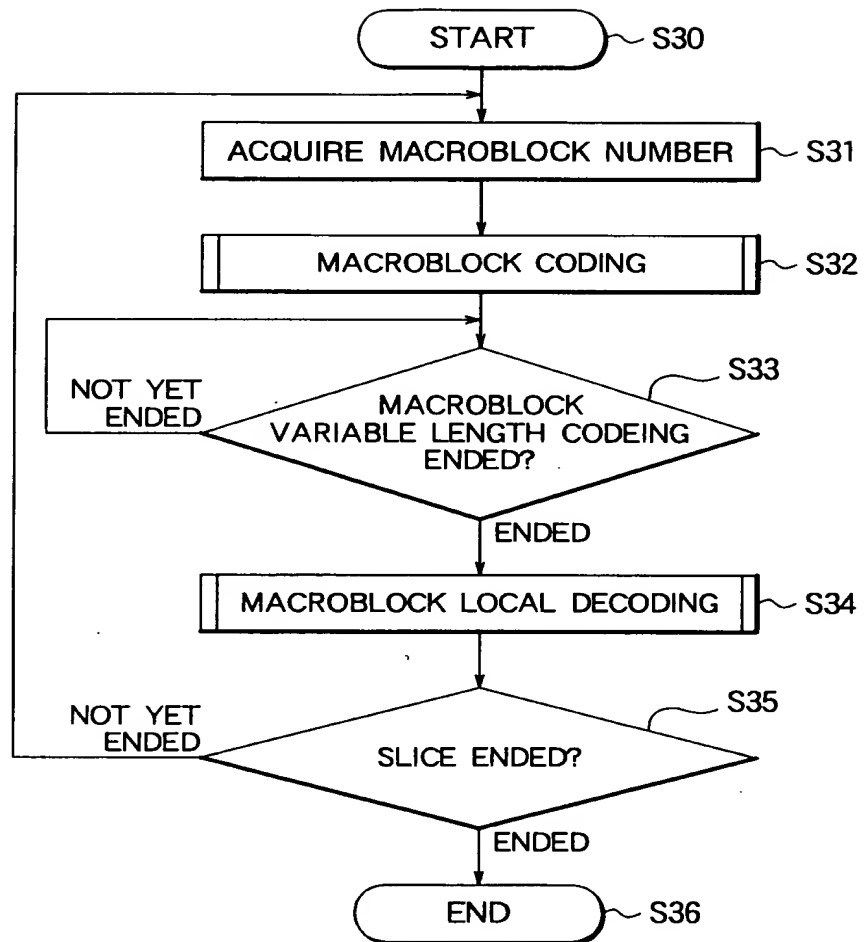 START
S30
ACQUIRE MACROBLOCK NUMBER
S31
MACROBLOCK CODING
S32
S33
NOT YET
ENDED
MACROBLOCK
VARIABLE LENGTH CODEING
ENDED?
ENDED
MACROBLOCK LOCAL DECODING
S34
S35
NOT YET
ENDED
SLICE ENDED?
ENDED
END
S36